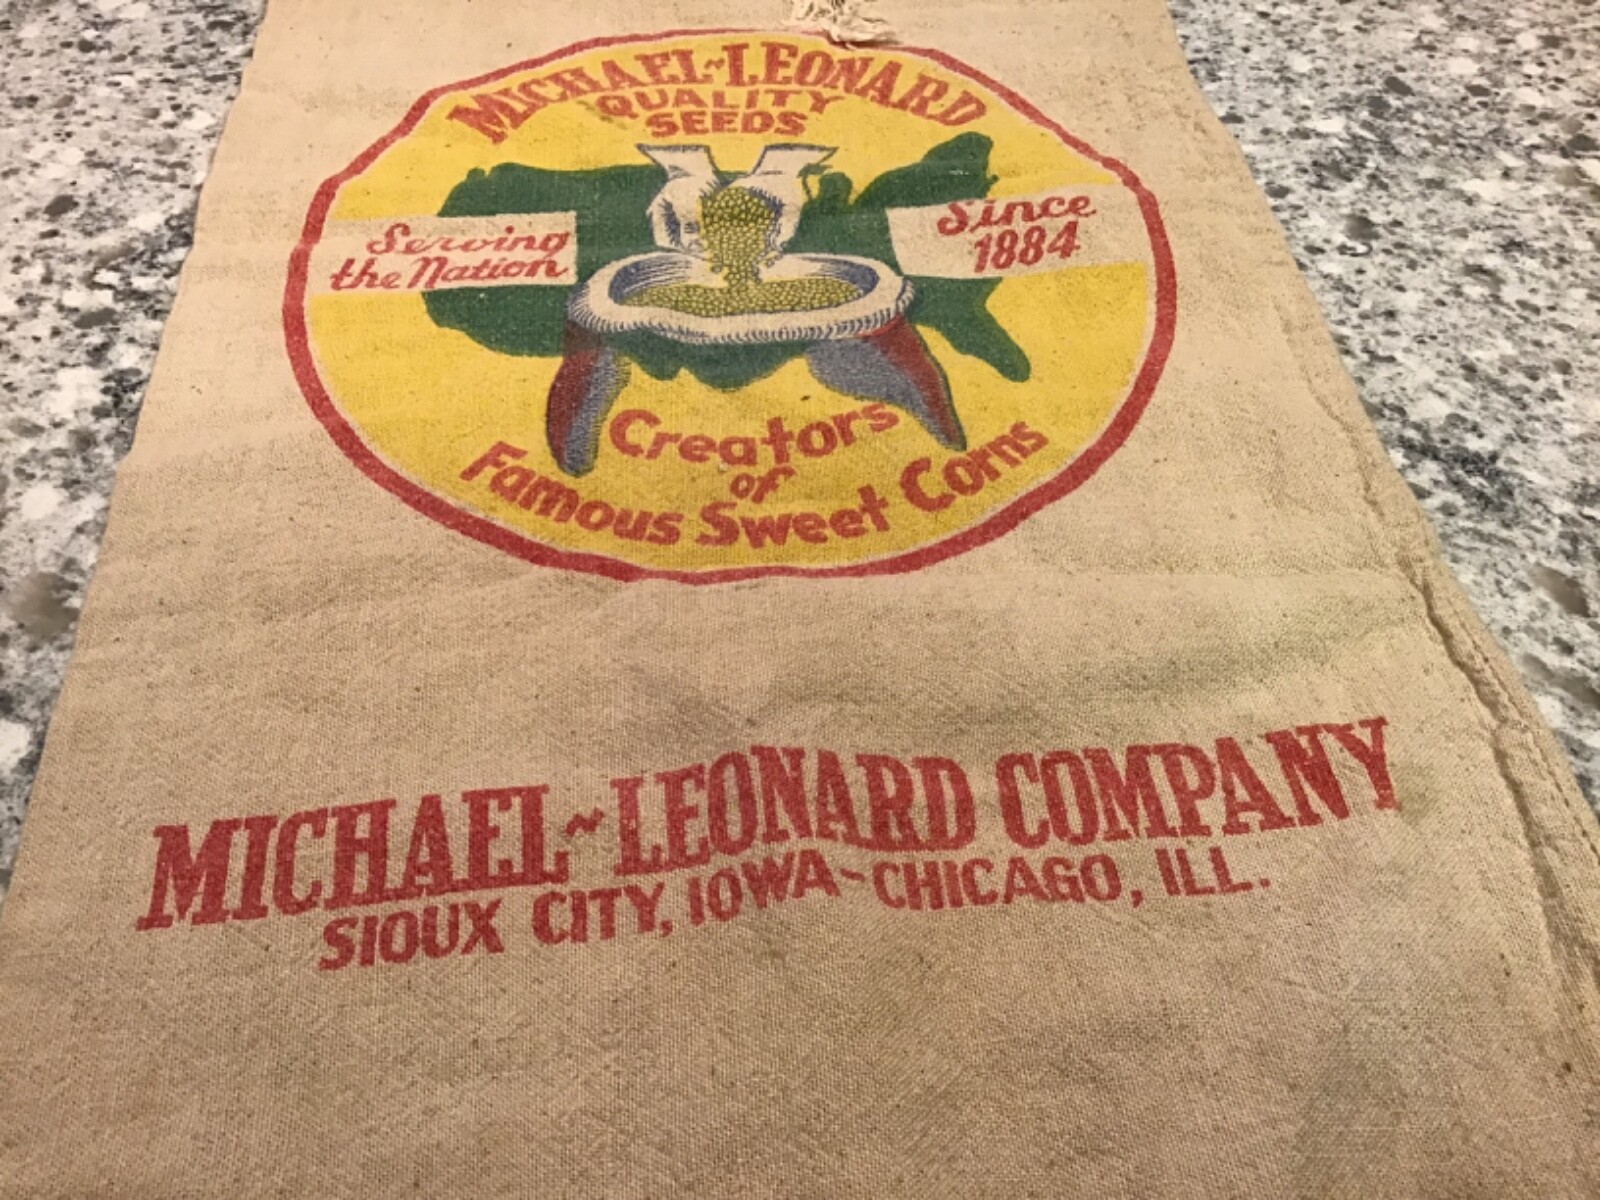 MICHAEL~LEONARD
QUALITY
SEEDS
Serving
the Nation
Since
1884
Creators
of
Famous Sweet Corns
MICHAEL~LEONARD COMPANY
SIOUX CITY, IOWA~CHICAGO, ILL.